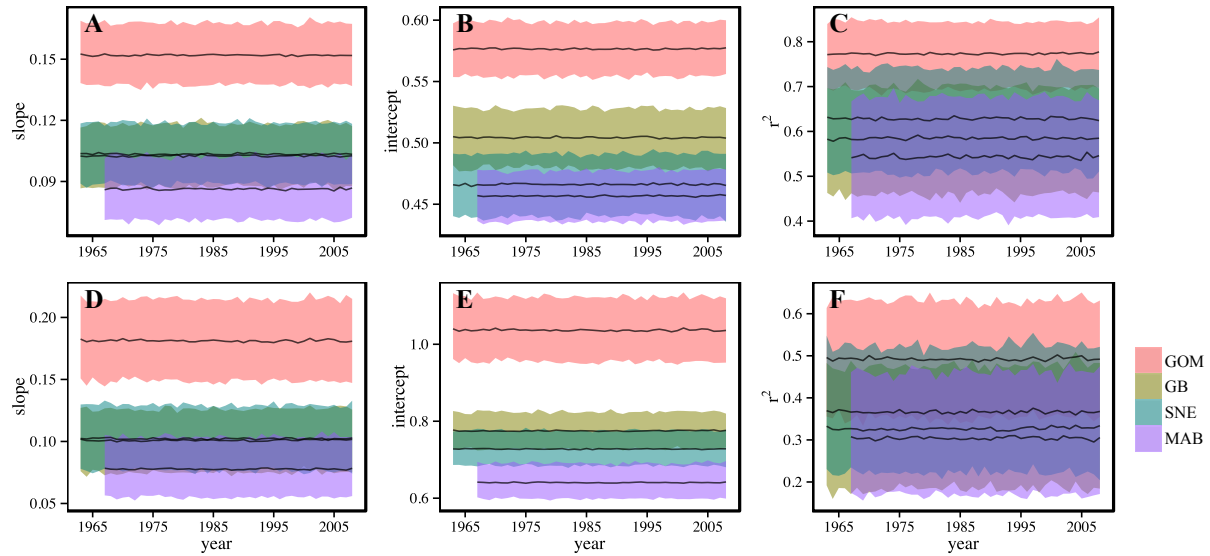 A
B
C
slope
0.15
0.12
0.09
1965 1975 1985 1995 2005
intercept
0.60
0.55
0.50
0.45
1965 1975 1985 1995 2005
r²
0.8
0.7
0.6
0.5
0.4
1965 1975 1985 1995 2005
D
E
F
slope
0.20
0.15
0.10
0.05
1965 1975 1985 1995 2005
year
intercept
1.0
0.8
0.6
1965 1975 1985 1995 2005
year
r²
0.6
0.5
0.4
0.3
0.2
1965 1975 1985 1995 2005
year
GOM
GB
SNE
MAB